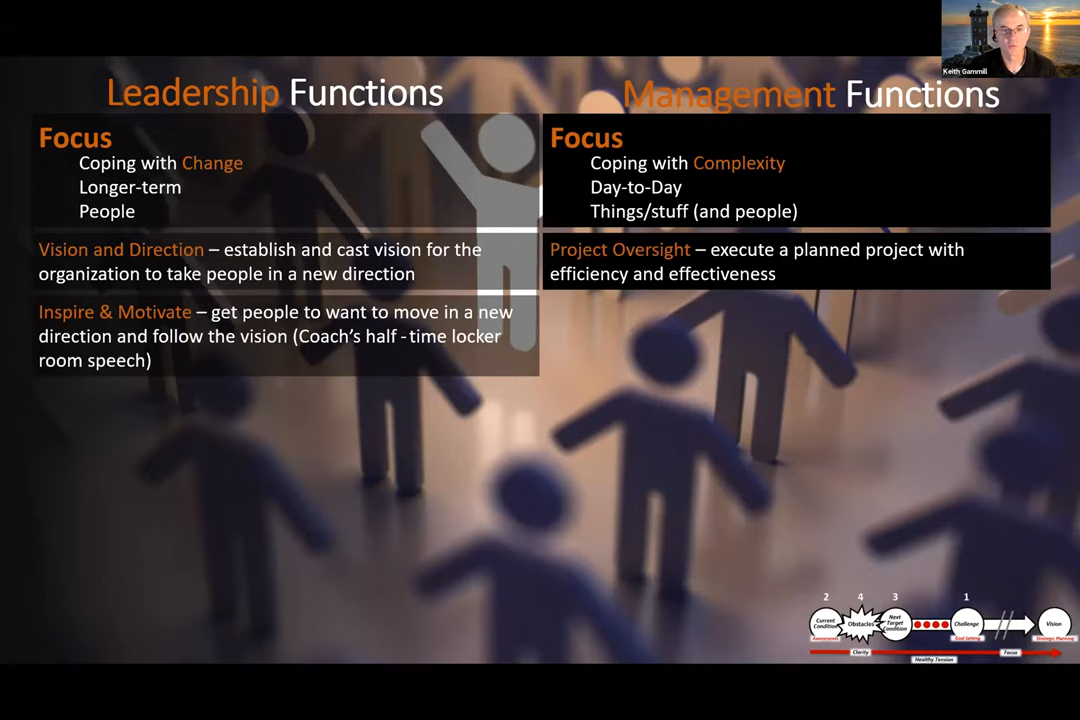 Keith Gammill
Leadership Functions
Focus
Coping with Change
Longer-term
People
Vision and Direction – establish and cast vision for the
organization to take people in a new direction
Inspire & Motivate – get people to want to move in a new
direction and follow the vision (Coach's half - time locker
room speech)
Management Functions
Focus
Coping with Complexity
Day-to-Day
Things/stuff (and people)
Project Oversight – execute a planned project with
efficiency and effectiveness
2 4 3 1
Current
Condition
Assessments
Obstacles
Next
Target
Condition
Challenge
Goal Setting
Vision
Strategic Planning
Clarity
Healthy Tension
Focus